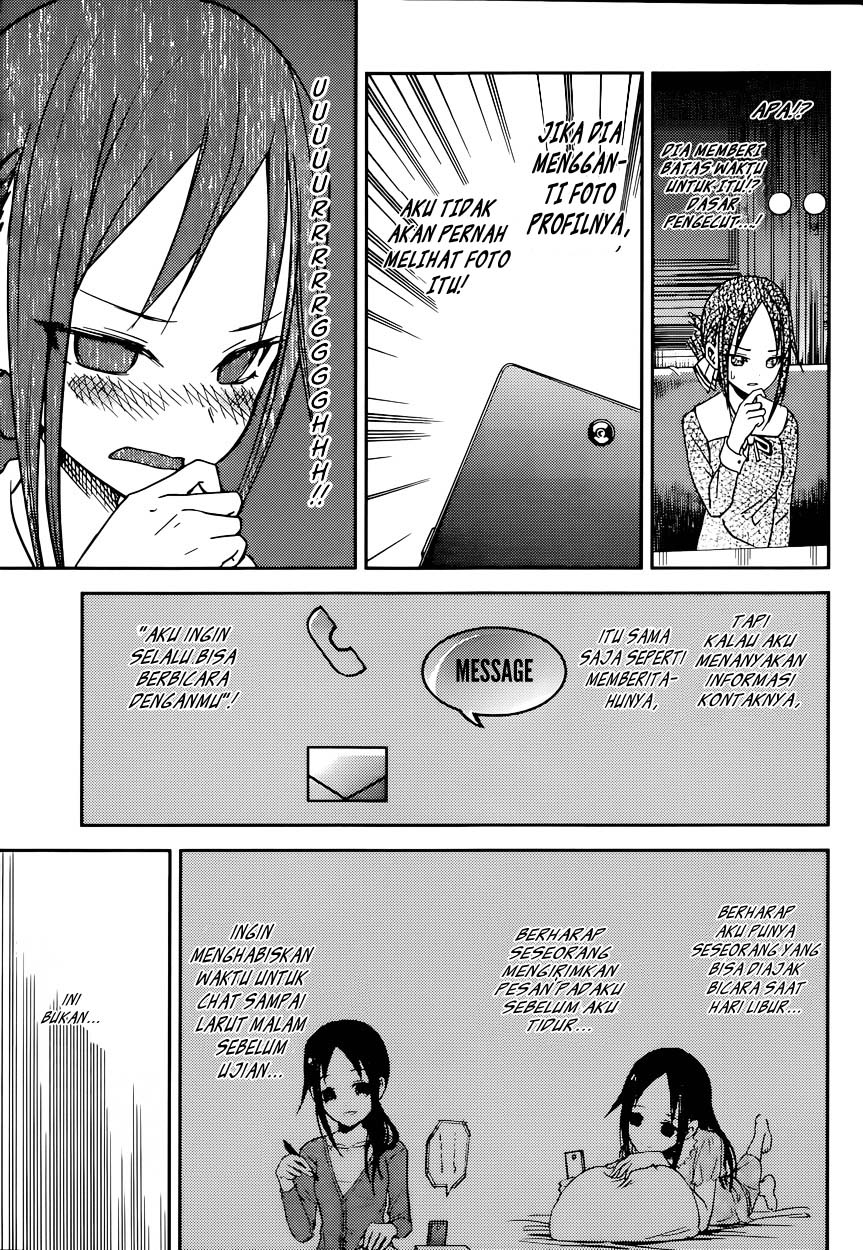 APA!?
DIA MEMBERI
BATAS WAKTU
UNTUK ITU!?
DASAR
PENGECUT...!
JIKA DIA
MENGGAN-
TI FOTO
PROFILNYA,
AKU TIDAK
AKAN PERNAH
MELIHAT FOTO
ITU!
UUUUURRRRRGGGGHHH!!
TAPI
KALAU AKU
MENANYAKAN
INFORMASI
KONTAKNYA,
ITU SAMA
SAJA SEPERTI
MEMBERITA-
HUNYA,
MESSAGE
"AKU INGIN
SELALU BISA
BERBICARA
DENGANMU"!
BERHARAP
AKU PUNYA
SESEORANG YANG
BISA DIAJAK
BICARA SAAT
HARI LIBUR...
BERHARAP
SESEORANG
MENGIRIMKAN
PESAN PADAKU
SEBELUM AKU
TIDUR...
INGIN
MENGHABISKAN
WAKTU UNTUK
CHAT SAMPAI
LARUT MALAM
SEBELUM
UJIAN...
INI
BUKAN...